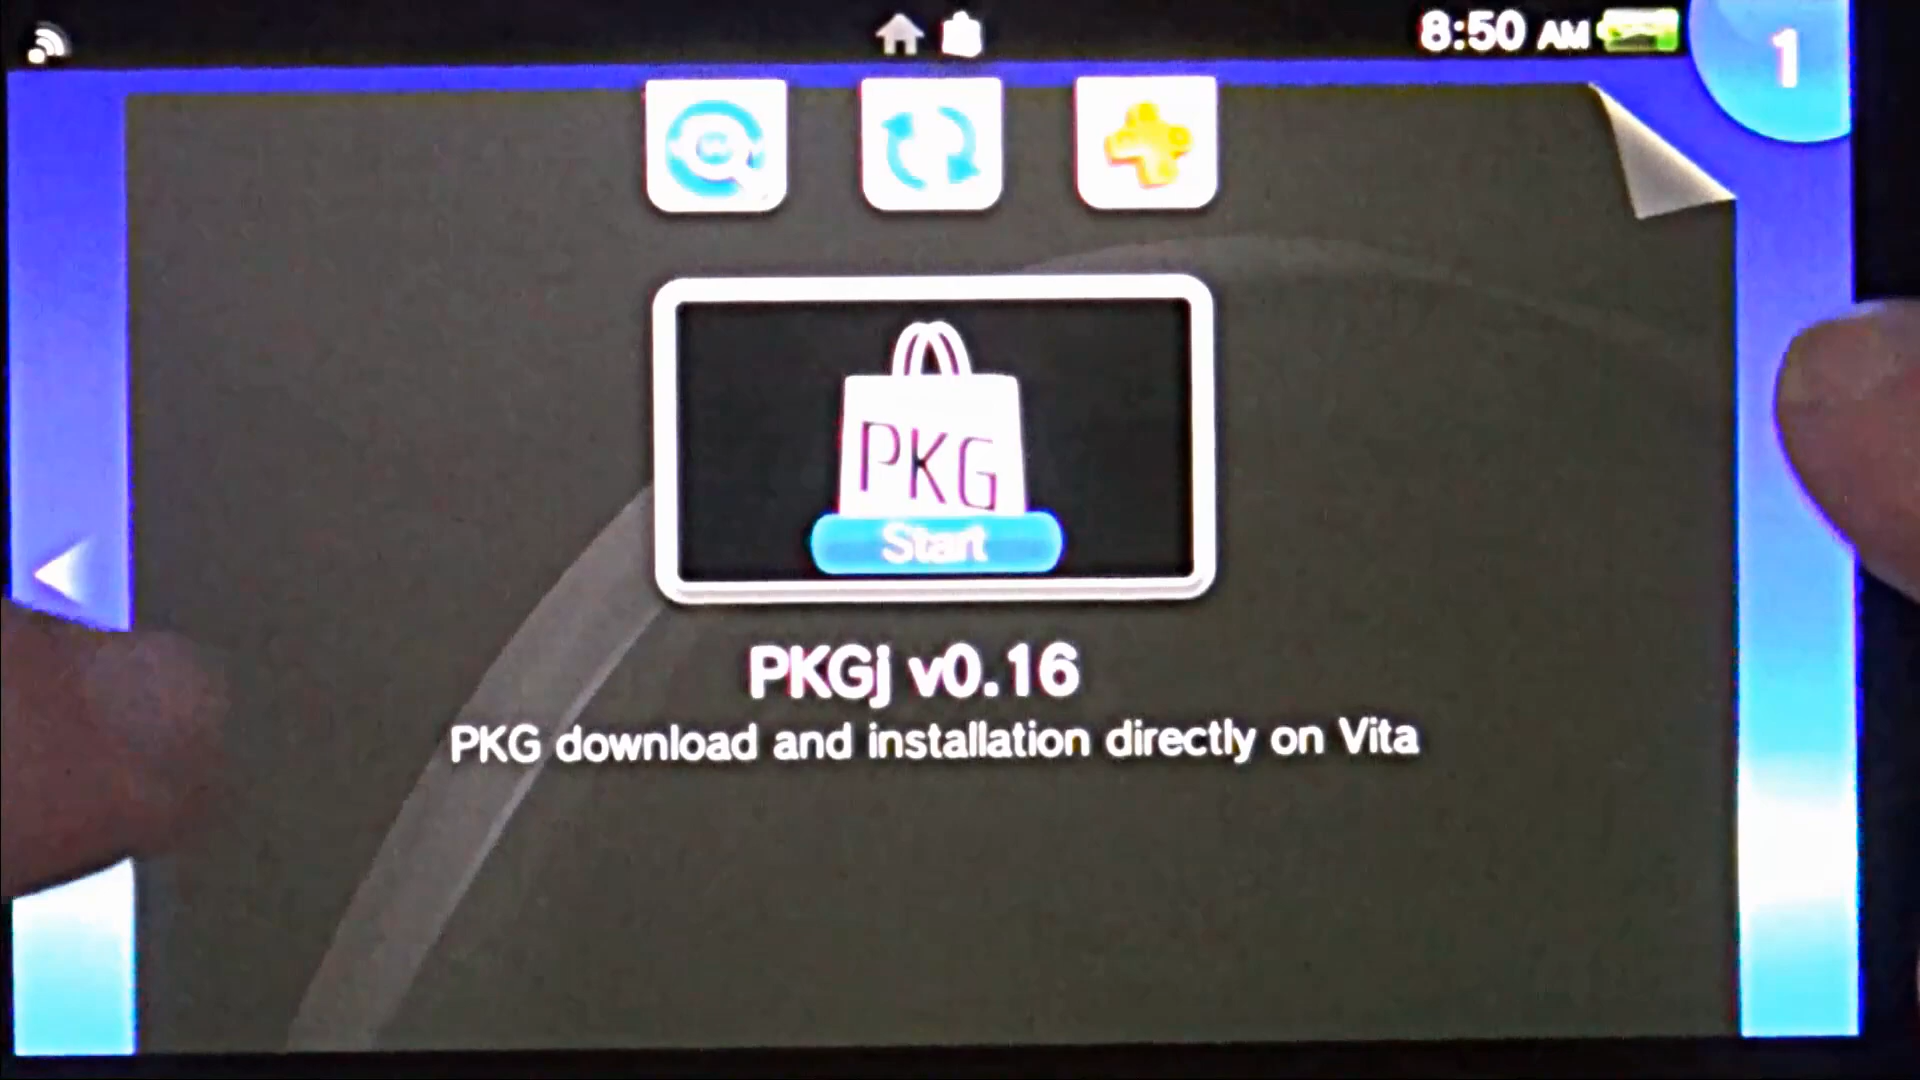 8:50 AM
1
PKG
Start
PKGj v0.16
PKG download and installation directly on Vita